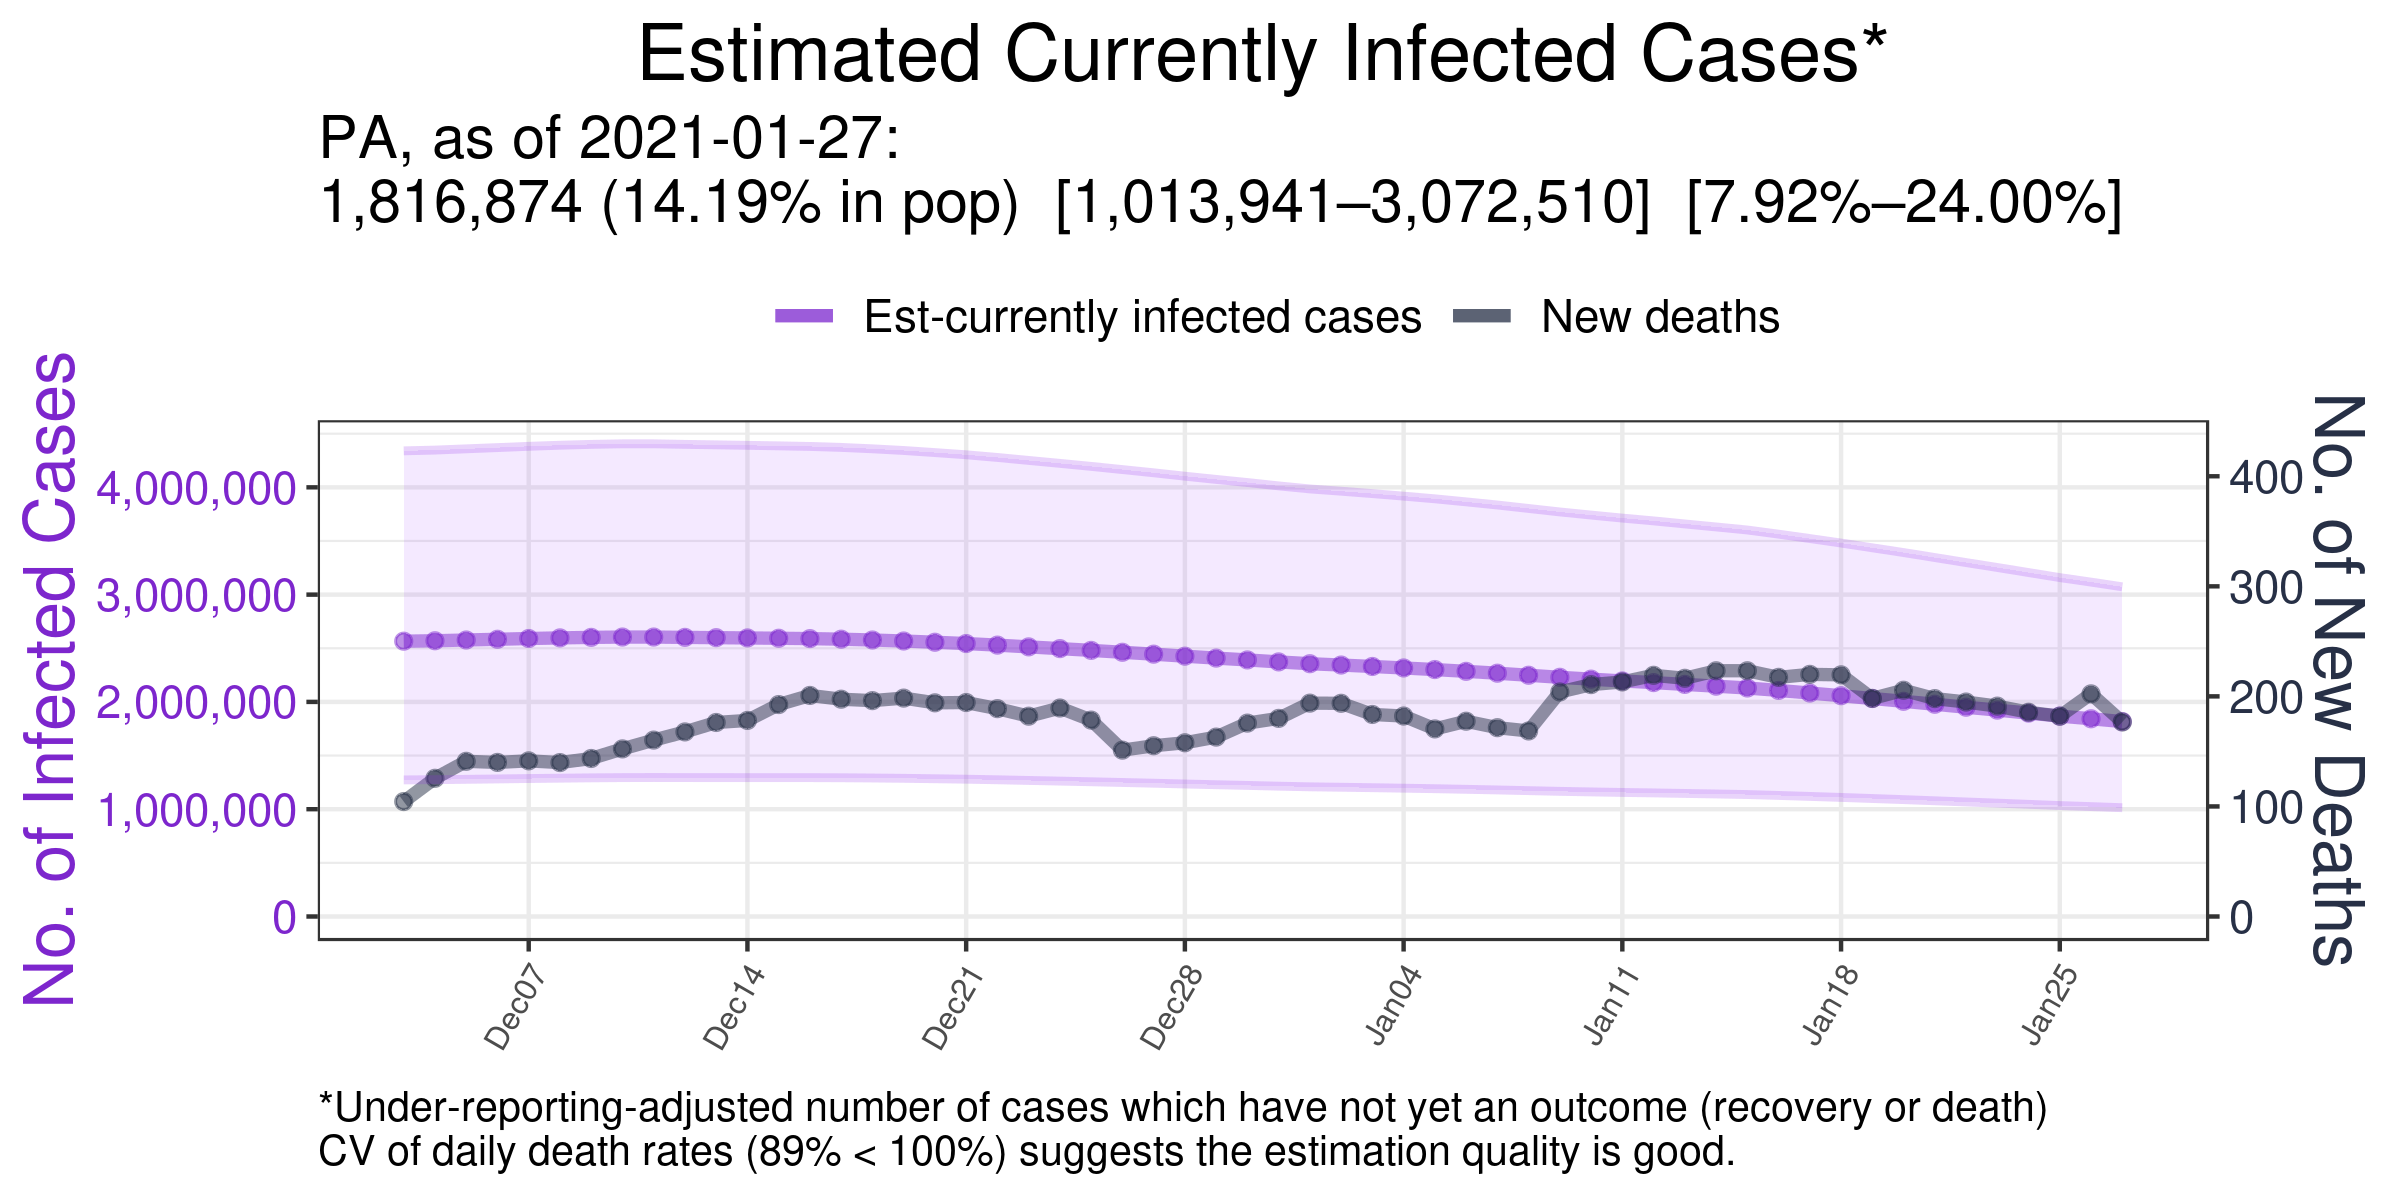 Estimated Currently Infected Cases*
PA, as of 2021-01-27:
1,816,874 (14.19% in pop)  [1,013,941–3,072,510]  [7.92%–24.00%]
Est-currently infected cases
New deaths
No. of Infected Cases
4,000,000
3,000,000
2,000,000
1,000,000
0
400
300
200
100
0
No. of New Deaths
Dec07
Dec14
Dec21
Dec28
Jan04
Jan11
Jan18
Jan25
*Under-reporting-adjusted number of cases which have not yet an outcome (recovery or death)
CV of daily death rates (89% < 100%) suggests the estimation quality is good.